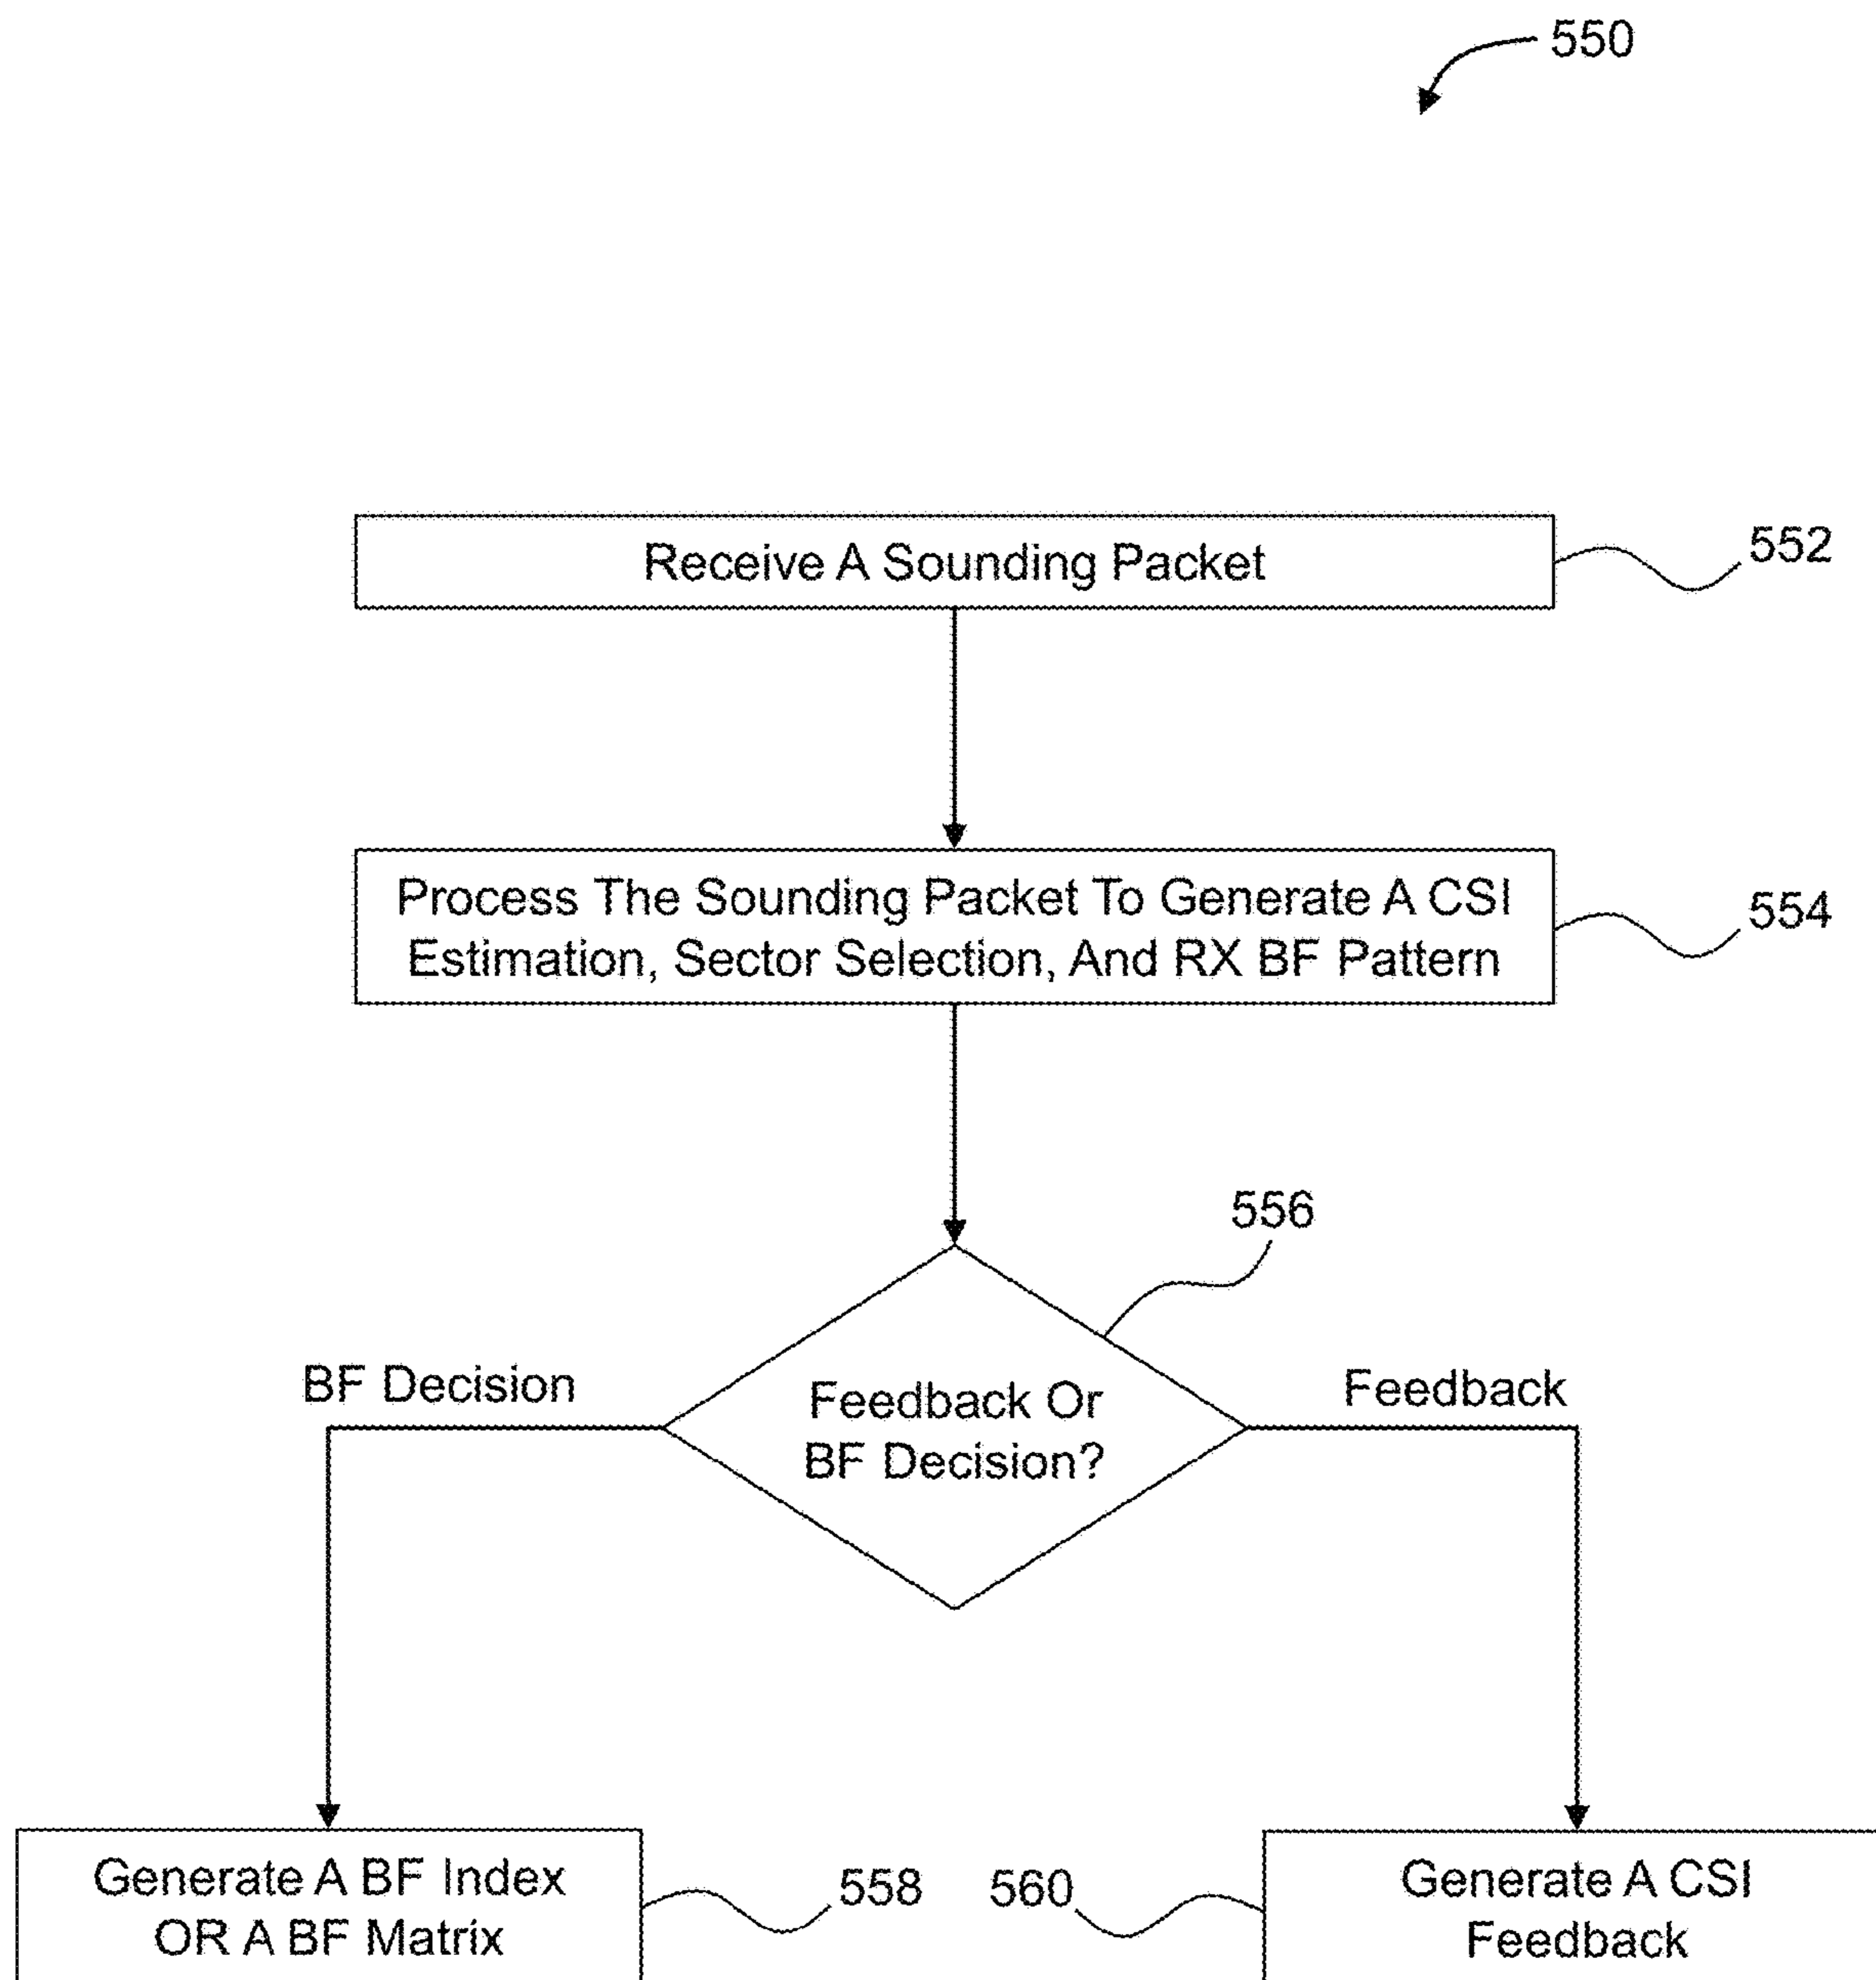 550
Receive A Sounding Packet
552
Process The Sounding Packet To Generate A CSI
Estimation, Sector Selection, And RX BF Pattern
554
556
BF Decision
Feedback Or
BF Decision?
Feedback
Generate A BF Index
OR A BF Matrix
558
560
Generate A CSI
Feedback